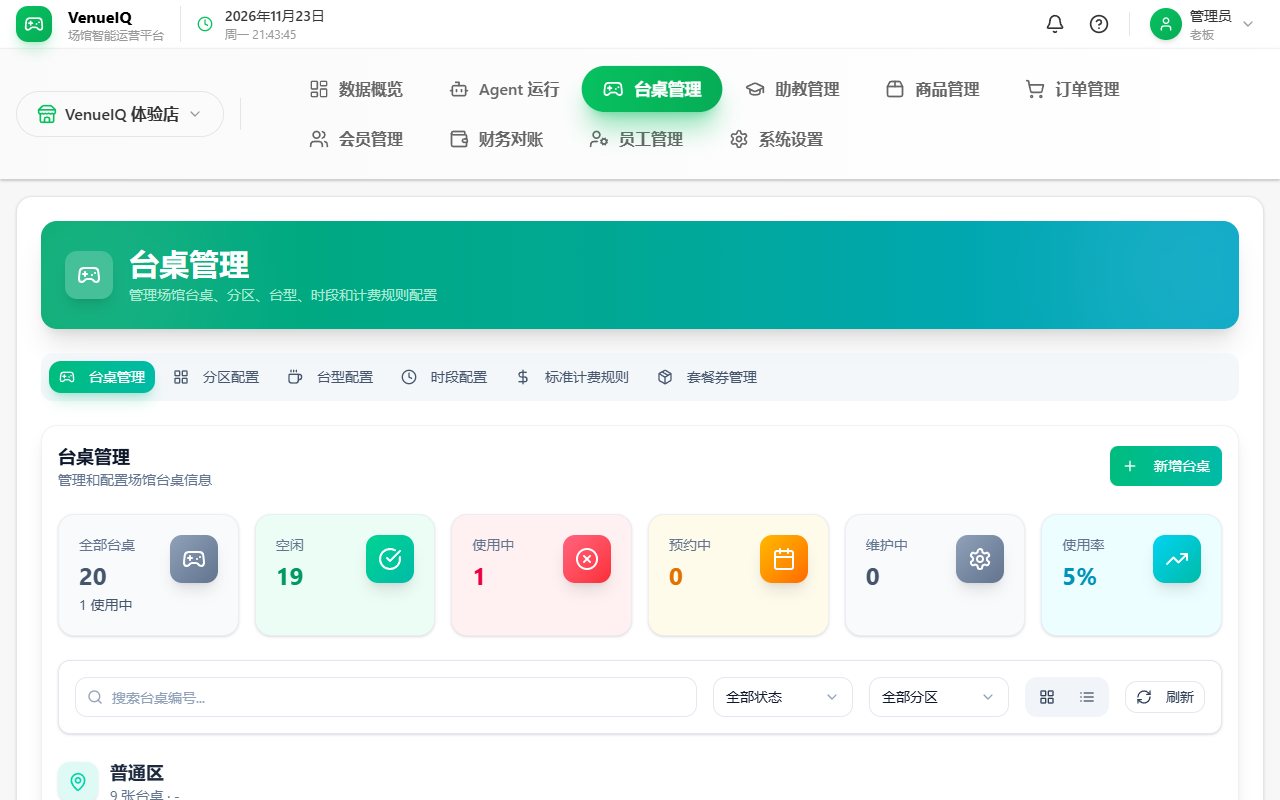 VenueIQ
场馆智能运营平台
2026年11月23日
周一 21:43:45
管理员
老板
VenueIQ 体验店
数据概览
Agent 运行
台桌管理
助教管理
商品管理
订单管理
会员管理
财务对账
员工管理
系统设置
台桌管理
管理场馆台桌、分区、台型、时段和计费规则配置
台桌管理
分区配置
台型配置
时段配置
标准计费规则
套餐券管理
台桌管理
管理和配置场馆台桌信息
新增台桌
全部台桌
20
1 使用中
空闲
19
使用中
1
预约中
0
维护中
0
使用率
5%
搜索台桌编号...
全部状态
全部分区
刷新
普通区
9 张台桌 · -